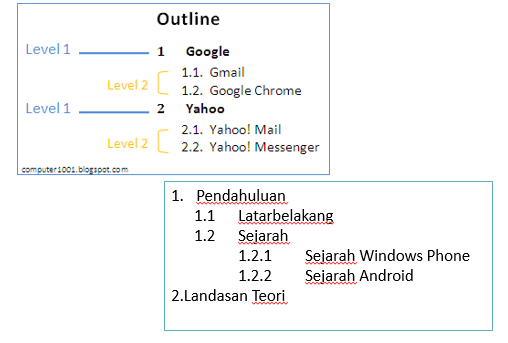 Outline
Level 1 1 Google
1.1. Gmail
Level 2
1.2. Google Chrome
Level 1 2 Yahoo
2.1. Yahoo! Mail
Level 2
2.2. Yahoo! Messenger
computer1001.blogspot.com
1. Pendahuluan
1.1 Latarbelakang
1.2 Sejarah
1.2.1 Sejarah Windows Phone
1.2.2 Sejarah Android
2.Landasan Teori